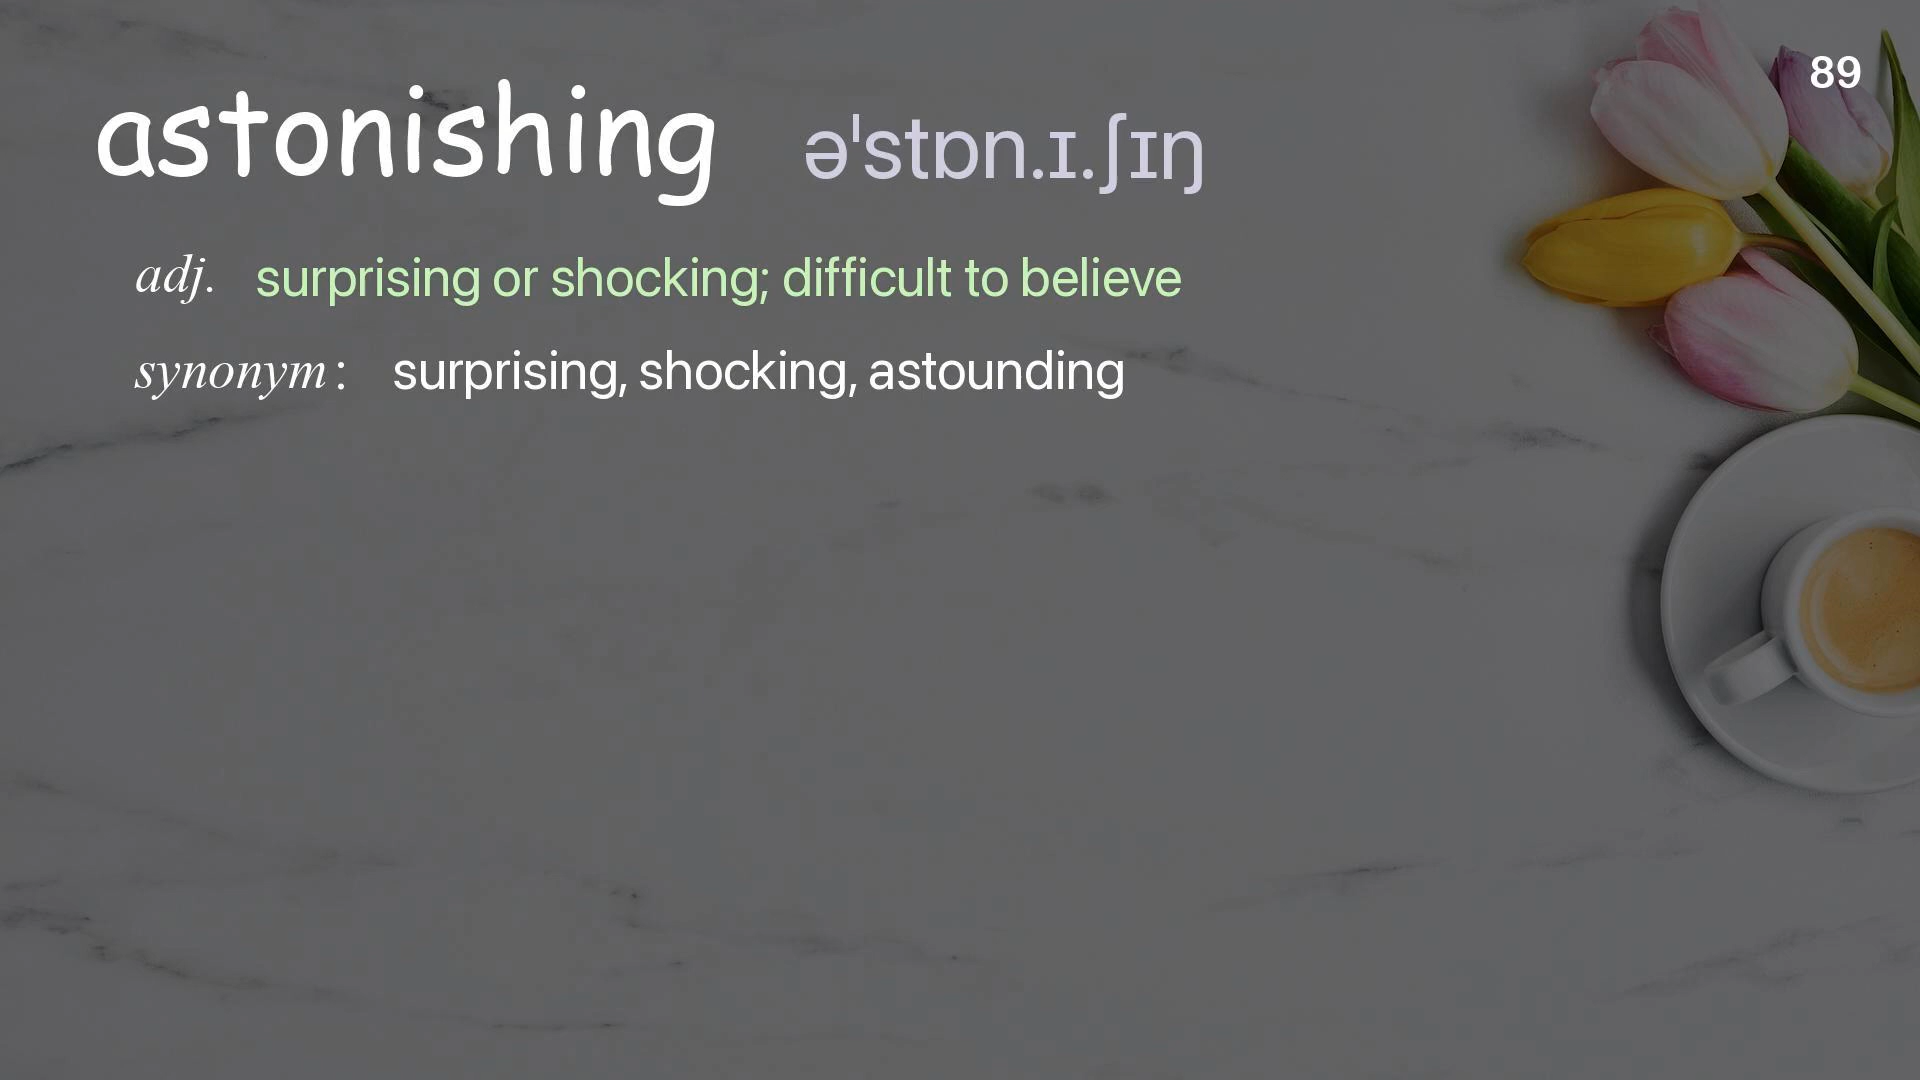 89
astonishing əˈstɒn.ɪ.ʃɪŋ
adj. surprising or shocking; difficult to believe
synonym: surprising, shocking, astounding